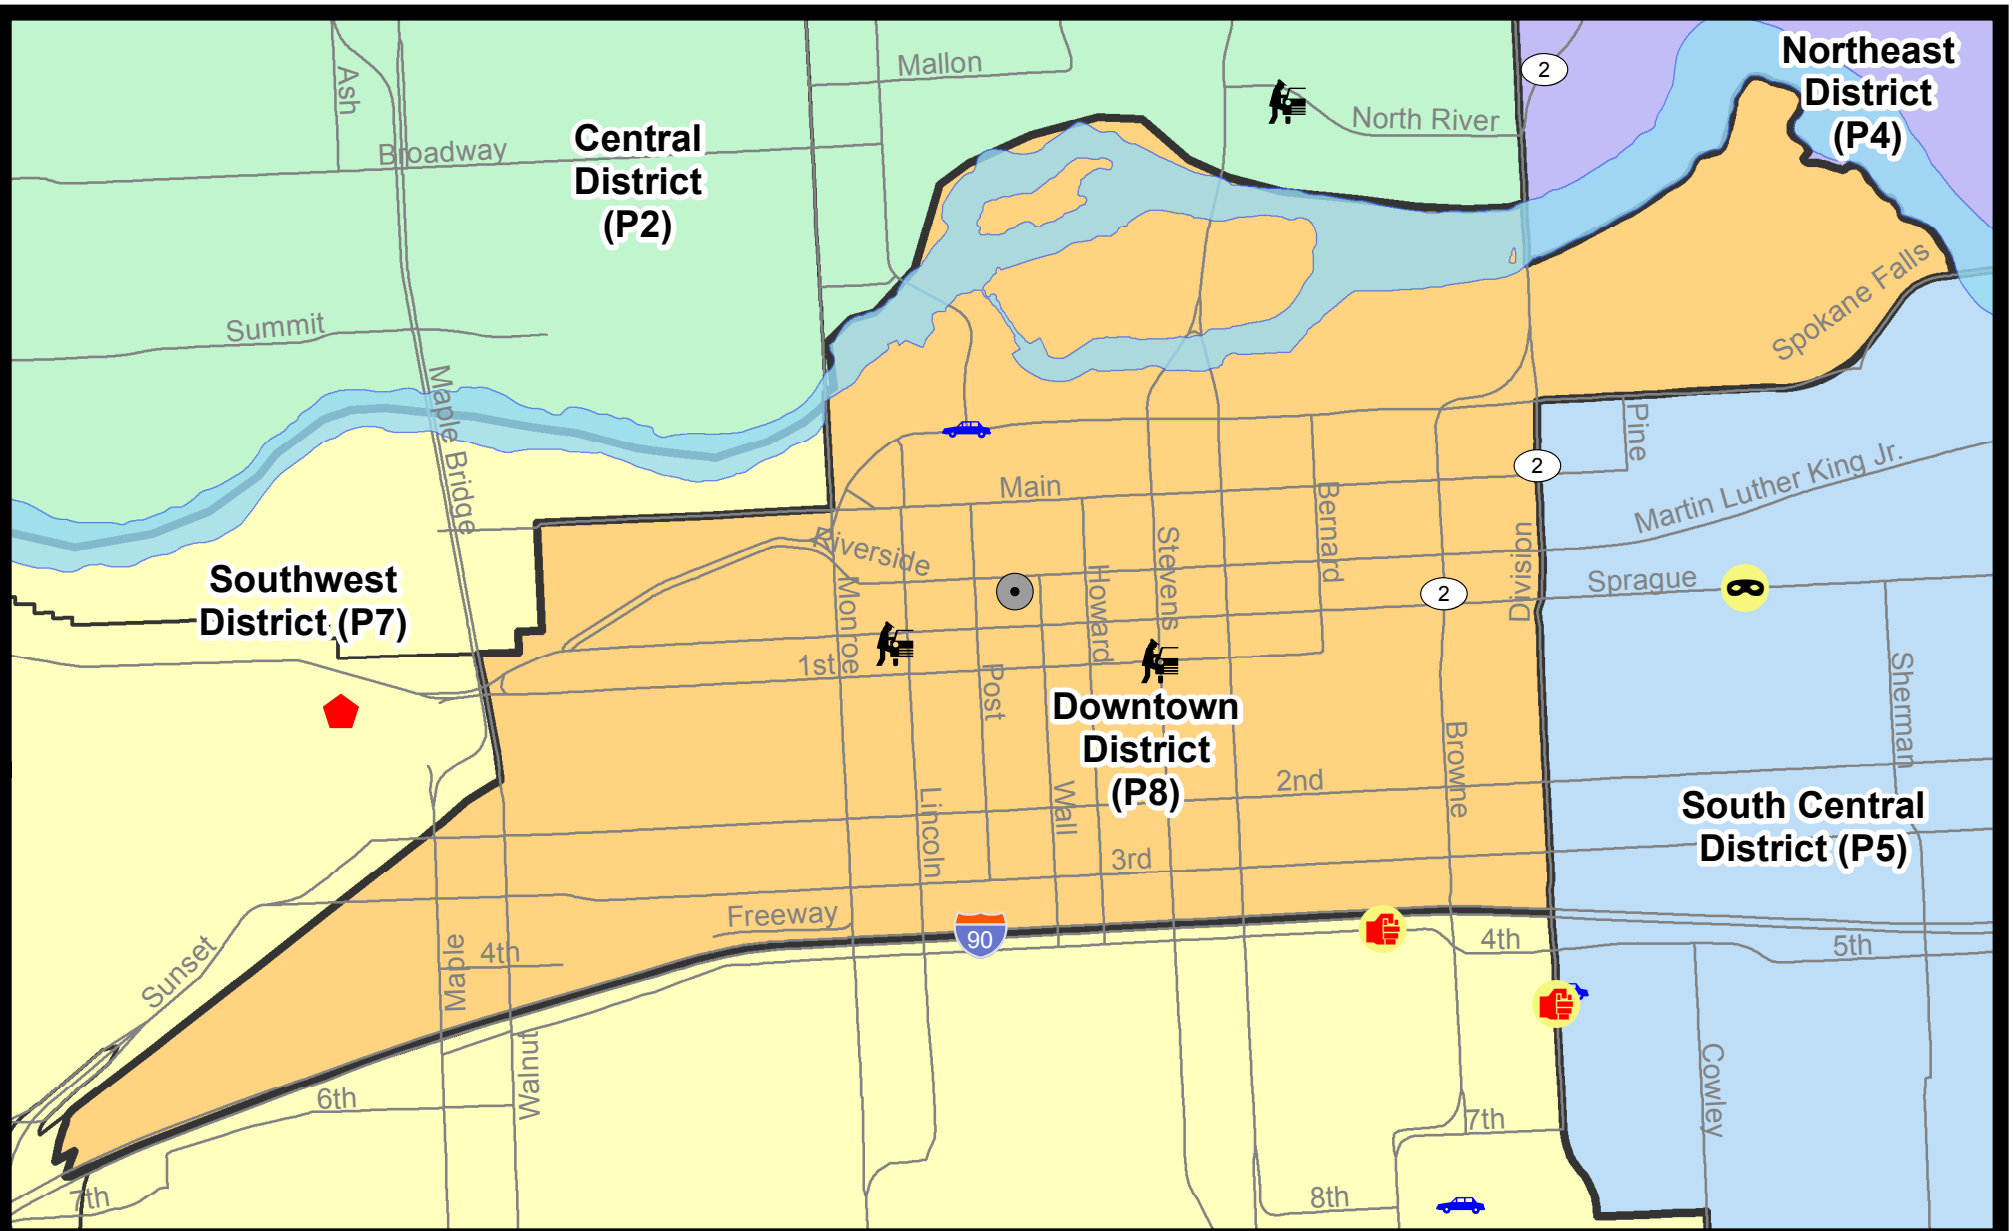 Mallon
2
Northeast
District
(P4)
Ash
North River
Central
District
(P2)
Broadway
Spokane Falls
Summit
Maple Bridge
Pine
2
Main
Martin Luther King Jr.
Bernard
Riverside
Stevens
Division
Southwest
District (P7)
Howard
Monroe
2
Sprague
1st
Post
Sherman
Downtown
District
(P8)
Browne
2nd
Wall
Lincoln
South Central
District (P5)
3rd
Freeway
90
4th
5th
Sunset
Maple
4th
Walnut
Cowley
6th
7th
7th
8th